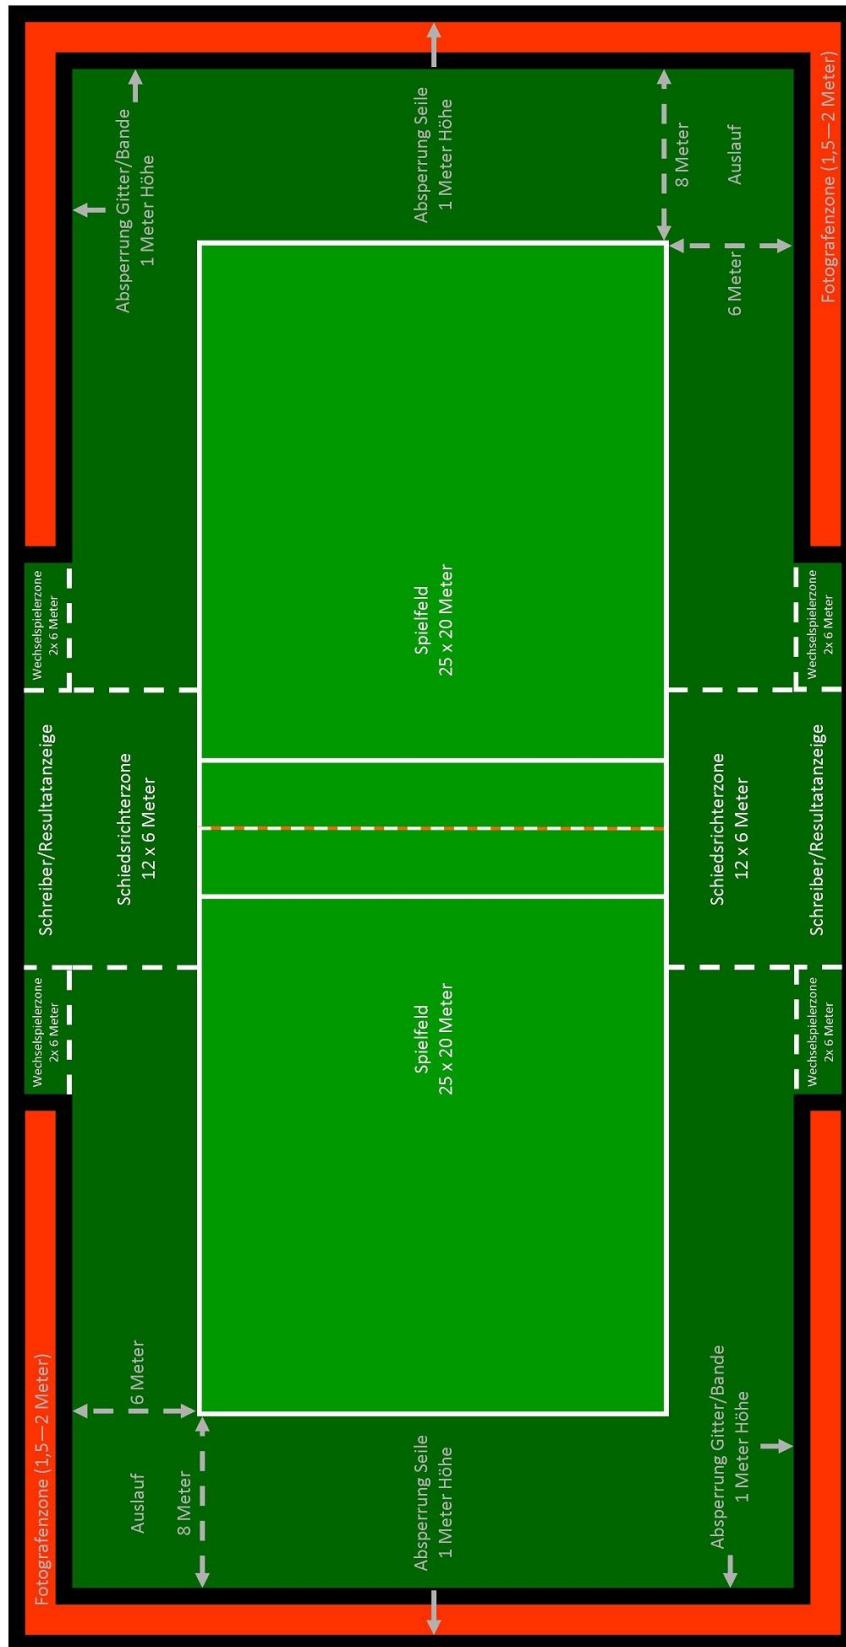 Fotografenzone (1,5—2 Meter)
Auslauf
6 Meter
8 Meter
Absperrung Seile
1 Meter Höhe
Absperrung Gitter/Bande
1 Meter Höhe
Wechselspielerzone
2x 6 Meter
Spielfeld
25 x 20 Meter
Wechselspielerzone
2x 6 Meter
Schreiber/Resultatanzeige
Schiedsrichterzone
12 x 6 Meter
Schiedsrichterzone
12 x 6 Meter
Schreiber/Resultatanzeige
Wechselspielerzone
2x 6 Meter
Spielfeld
25 x 20 Meter
Wechselspielerzone
2x 6 Meter
Absperrung Gitter/Bande
1 Meter Höhe
Absperrung Seile
1 Meter Höhe
8 Meter
6 Meter
Auslauf
Fotografenzone (1,5—2 Meter)